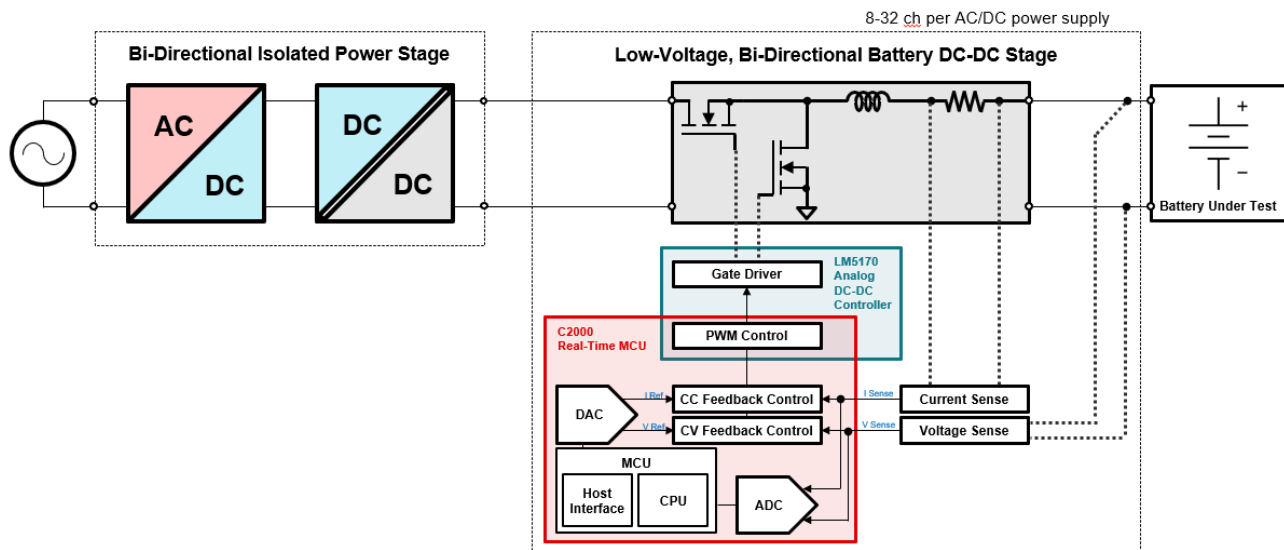 8-32 ch per AC/DC power supply
Bi-Directional Isolated Power Stage
Low-Voltage, Bi-Directional Battery DC-DC Stage
AC
DC
DC
DC
+
−
Battery Under Test
Gate Driver
LM5170
Analog
DC-DC
Controller
C2000
Real-Time MCU
PWM Control
DAC
I Ref
CC Feedback Control
I Sense
Current Sense
V Ref
CV Feedback Control
V Sense
Voltage Sense
MCU
Host
Interface
CPU
ADC